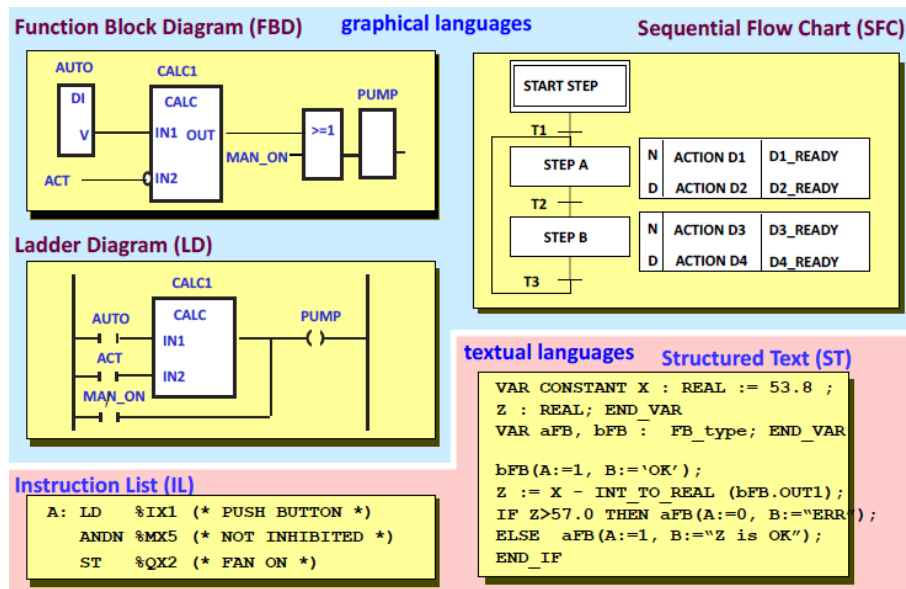 Function Block Diagram (FBD)
graphical languages
Sequential Flow Chart (SFC)
AUTO
CALC1
DI
V
CALC
IN1 OUT
IN2
ACT
MAN_ON
>=1
PUMP
START STEP
T1
STEP A
N ACTION D1 D1_READY
D ACTION D2 D2_READY
T2
STEP B
N ACTION D3 D3_READY
D ACTION D4 D4_READY
T3
Ladder Diagram (LD)
CALC1
AUTO
CALC
PUMP
IN1
ACT
IN2
MAN_ON
textual languages
Structured Text (ST)
VAR CONSTANT X : REAL := 53.8 ;
Z : REAL; END_VAR
VAR aFB, bFB : FB_type; END_VAR
bFB(A:=1, B:=‘OK’);
Z := X - INT_TO_REAL (bFB.OUT1);
IF Z>57.0 THEN aFB(A:=0, B:=“ERR”);
ELSE aFB(A:=1, B:=“Z is OK”);
END_IF
Instruction List (IL)
A: LD %IX1 (* PUSH BUTTON *)
ANDN %MX5 (* NOT INHIBITED *)
ST %QX2 (* FAN ON *)